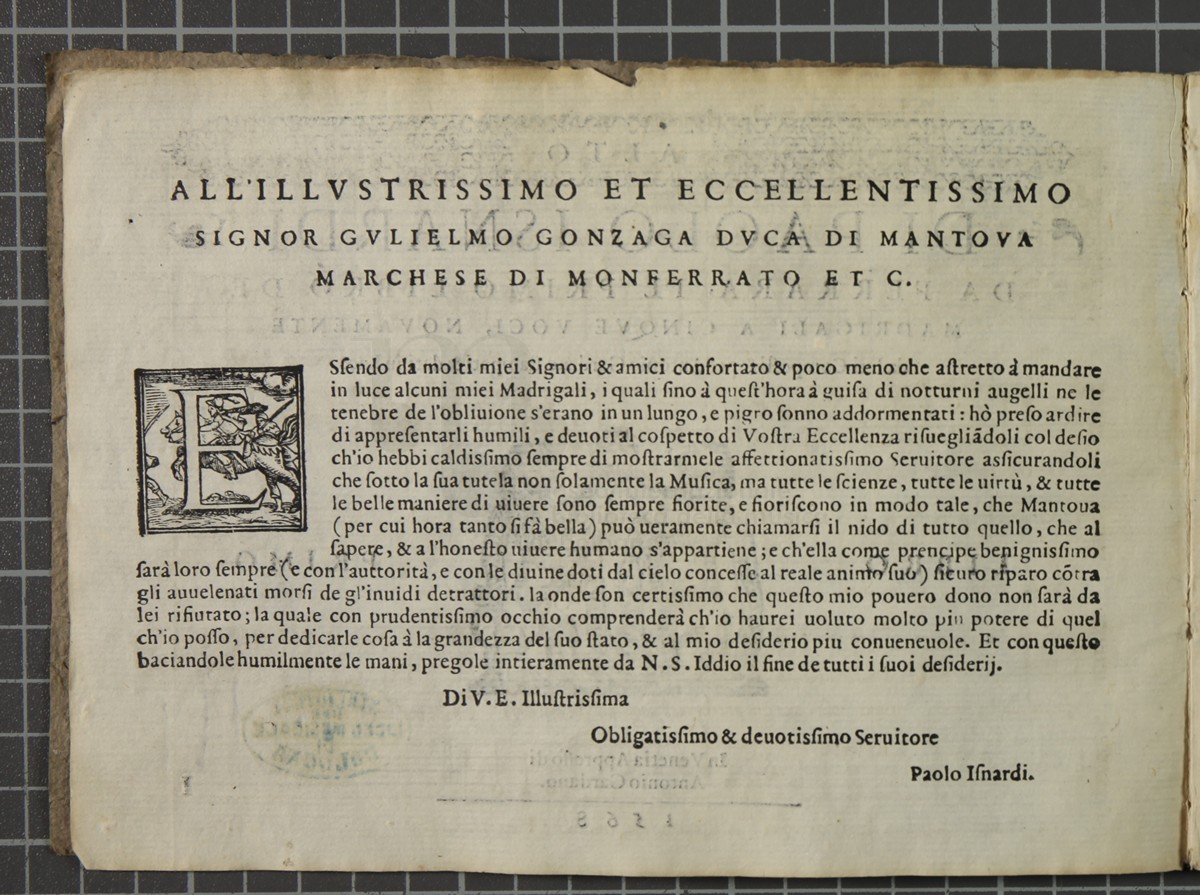 ALL'ILLVSTRISSIMO ET ECCELLENTISSIMO
SIGNOR GVLIELMO GONZAGA DVCA DI MANTOVA
MARCHESE DI MONFERRATO ET C.
ESſendo da molti miei Signori & amici confortato & poco meno che aſtretto à mandare
in luce alcuni miei Madrigali, i quali ſino à queſt'hora à guiſa di notturni augelli ne le
tenebre de l'obliuione s'erano in un lungo, e pigro ſonno addormentati: hò preſo ardire
di appreſentarli humili, e deuoti al coſpetto di Voſtra Eccellenza riſuegliãdoli col deſio
ch'io hebbi caldiſsimo ſempre di moſtrarmele affettionatiſsimo Seruitore aſsicurandoli
che ſotto la ſua tutela non ſolamente la Muſica, ma tutte le ſcienze, tutte le uirtù, & tutte
le belle maniere di uiuere ſono ſempre fiorite, e fioriſcono in modo tale, che Mantoua
(per cui hora tanto ſi fà bella) può ueramente chiamarſi il nido di tutto quello, che al
ſapere, & a l'honeſto uiuere humano s'appartiene; e ch'ella come prencipe benigniſsimo
ſarà loro ſempre (e con l'auttorità, e con le diuine doti dal cielo conceſſe al reale animo ſuo) ſicuro riparo cõtra
gli auuelenati morſi de gl'inuidi detrattori. la onde ſon certiſsimo che queſto mio pouero dono non ſarà da
lei rifiutato; la quale con prudentiſsimo occhio comprenderà ch'io haurei uoluto molto piu potere di quel
ch'io poſſo, per dedicarle coſa à la grandezza del ſuo ſtato, & al mio deſiderio piu conueneuole. Et con queſto
baciandole humilmente le mani, pregole intieramente da N. S. Iddio il fine de tutti i ſuoi deſiderij.
Di V. E. Illuſtriſsima
Obligatiſsimo & deuotiſsimo Seruitore
Paolo Iſnardi.